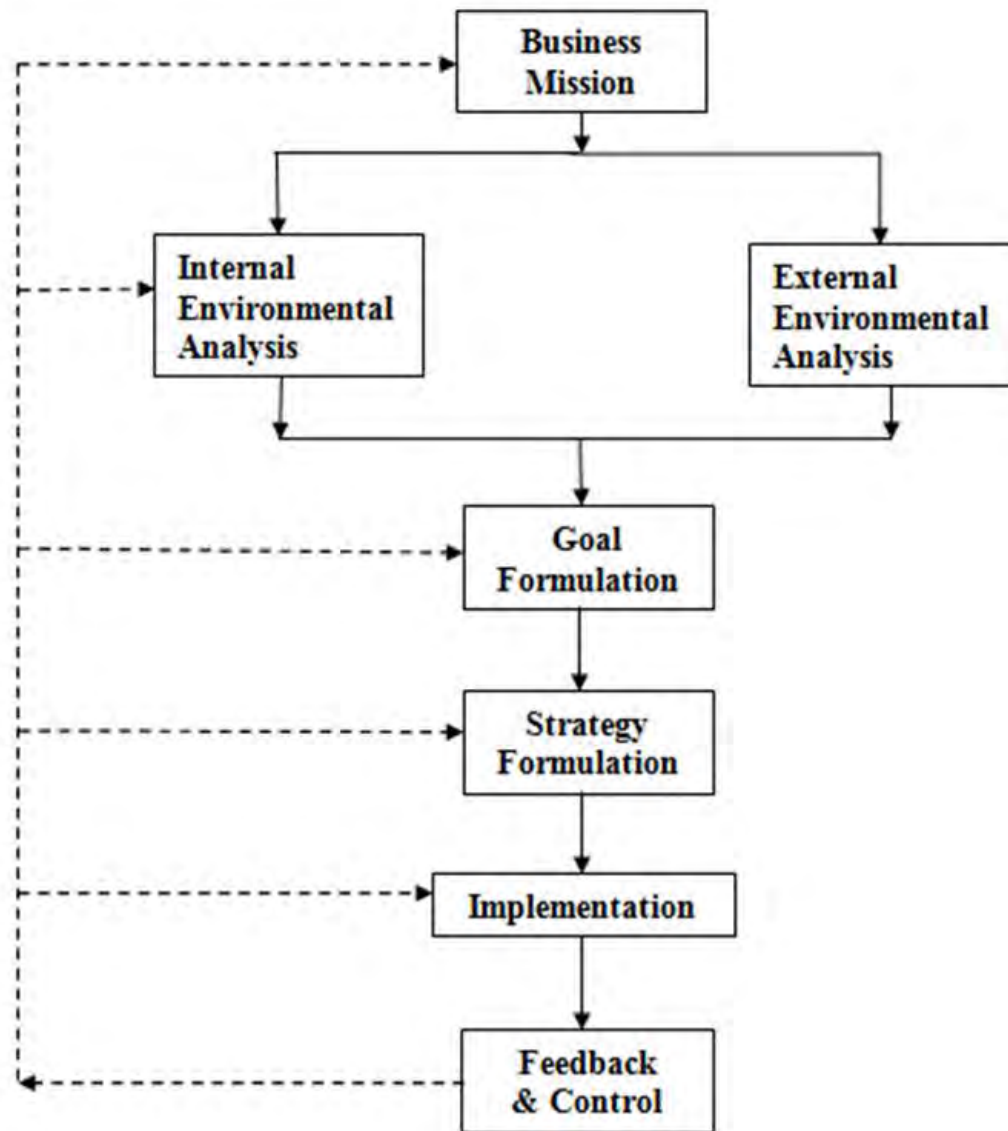 Business
Mission
Internal
Environmental
Analysis
External
Environmental
Analysis
Goal
Formulation
Strategy
Formulation
Implementation
Feedback
& Control